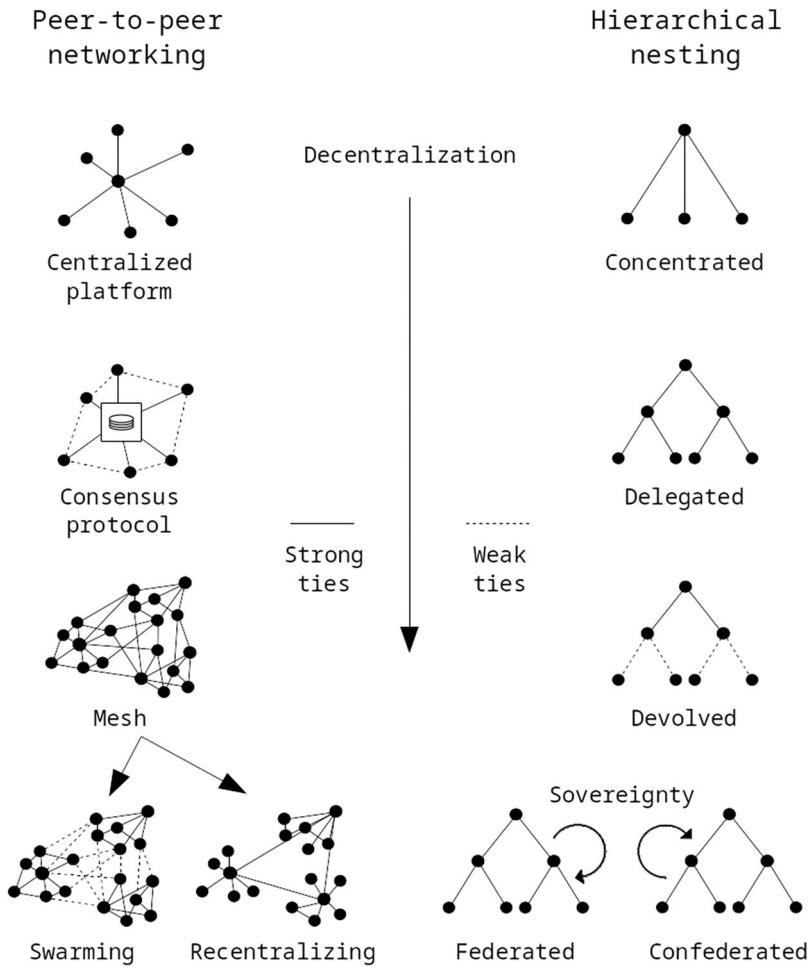 Peer-to-peer
networking
Hierarchical
nesting
Decentralization
Centralized
platform
Concentrated
Consensus
protocol
Delegated
Strong
ties
Weak
ties
Mesh
Devolved
Sovereignty
Swarming
Recentralizing
Federated
Confederated